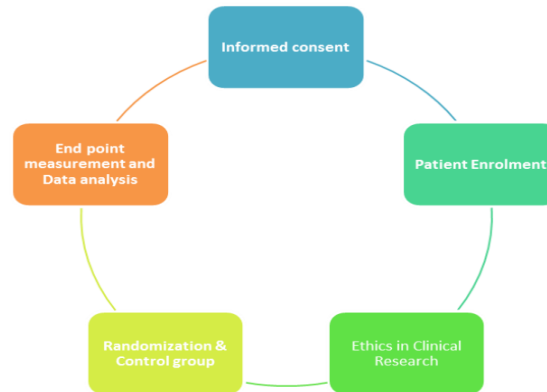 Informed consent
Patient Enrolment
Ethics in Clinical
Research
Randomization &
Control group
End point
measurement and
Data analysis